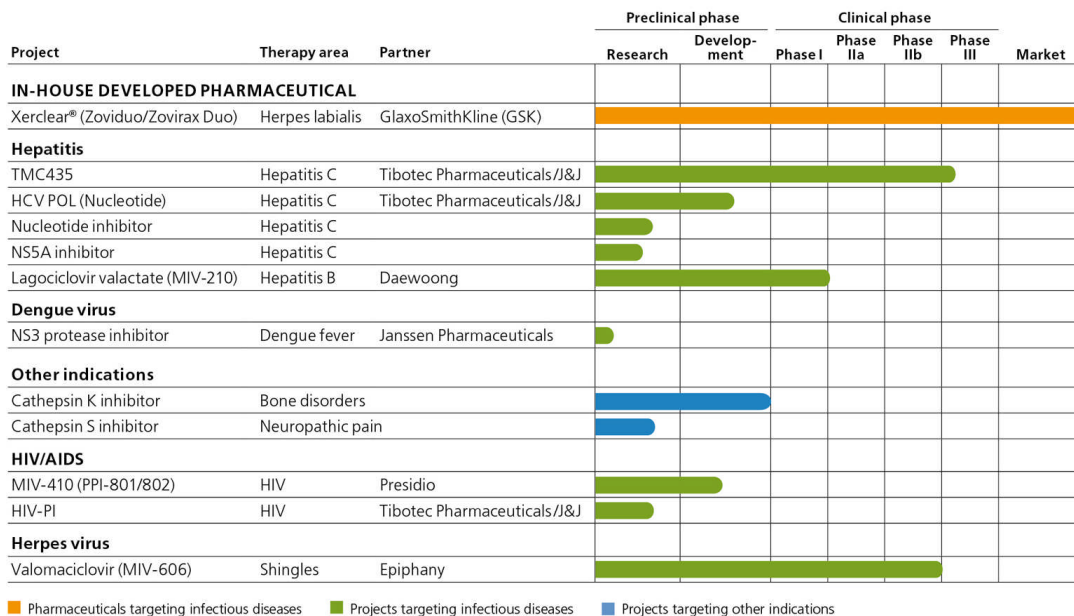 Preclinical phase Clinical phase
Project Therapy area Partner Research Develop-ment Phase I Phase IIa Phase IIb Phase III Market
IN-HOUSE DEVELOPED PHARMACEUTICAL
Xerclear® (Zoviduo/Zovirax Duo) Herpes labialis GlaxoSmithKline (GSK)
Hepatitis
TMC435 Hepatitis C Tibotec Pharmaceuticals/J&J
HCV POL (Nucleotide) Hepatitis C Tibotec Pharmaceuticals/J&J
Nucleotide inhibitor Hepatitis C
NS5A inhibitor Hepatitis C
Lagociclovir valactate (MIV-210) Hepatitis B Daewoong
Dengue virus
NS3 protease inhibitor Dengue fever Janssen Pharmaceuticals
Other indications
Cathepsin K inhibitor Bone disorders
Cathepsin S inhibitor Neuropathic pain
HIV/AIDS
MIV-410 (PPI-801/802) HIV Presidio
HIV-PI HIV Tibotec Pharmaceuticals/J&J
Herpes virus
Valomaciclovir (MIV-606) Shingles Epiphany
Pharmaceuticals targeting infectious diseases Projects targeting infectious diseases Projects targeting other indications